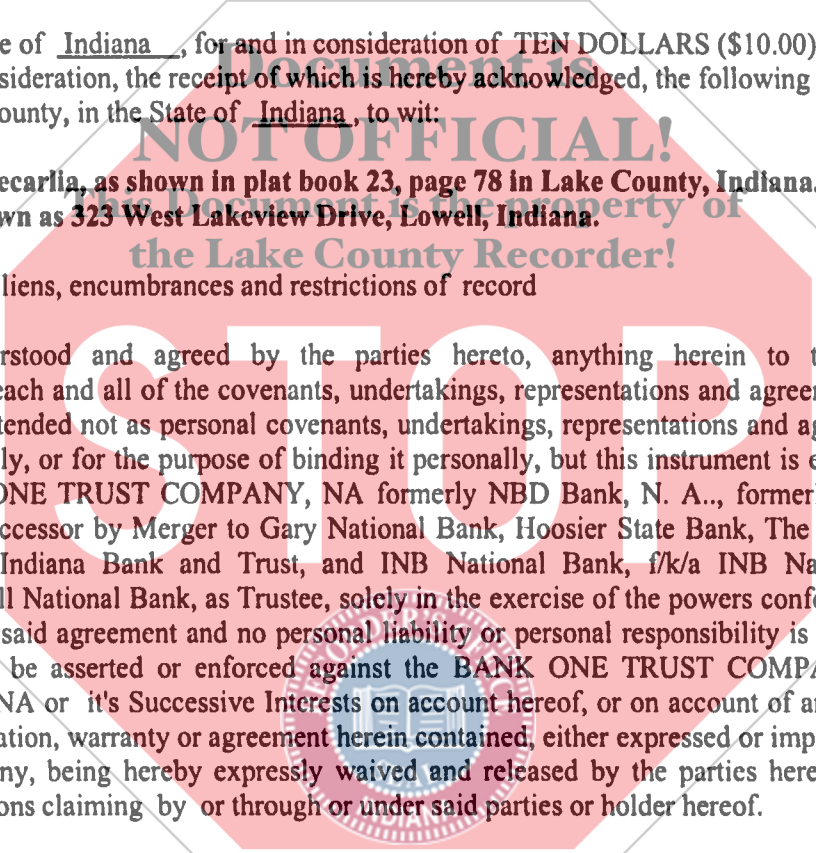 e of Indiana , for and in consideration of TEN DOLLARS ($10.00)
Document is
sideration, the receipt of which is hereby acknowledged, the following
ounty, in the State of Indiana , to wit:
NOT OFFICIAL!
ecarlia, as shown in plat book 23, page 78 in Lake County, Indiana.
This Document is the property of
wn as 323 West Lakeview Drive, Lowell, Indiana.
the Lake County Recorder!
liens, encumbrances and restrictions of record
STOP
rstood and agreed by the parties hereto, anything herein to t
each and all of the covenants, undertakings, representations and agreer
tended not as personal covenants, undertakings, representations and ag
ly, or for the purpose of binding it personally, but this instrument is e
ONE TRUST COMPANY, NA formerly NBD Bank, N. A.., former
ccessor by Merger to Gary National Bank, Hoosier State Bank, The
Indiana Bank and Trust, and INB National Bank, f/k/a INB Na
ll National Bank, as Trustee, solely in the exercise of the powers confe
said agreement and no personal liability or personal responsibility is
be asserted or enforced against the BANK ONE TRUST COMPA
NA or it's Successive Interests on account hereof, or on account of a
ation, warranty or agreement herein contained, either expressed or imp
ny, being hereby expressly waived and released by the parties here
ons claiming by or through or under said parties or holder hereof.
INDIANA